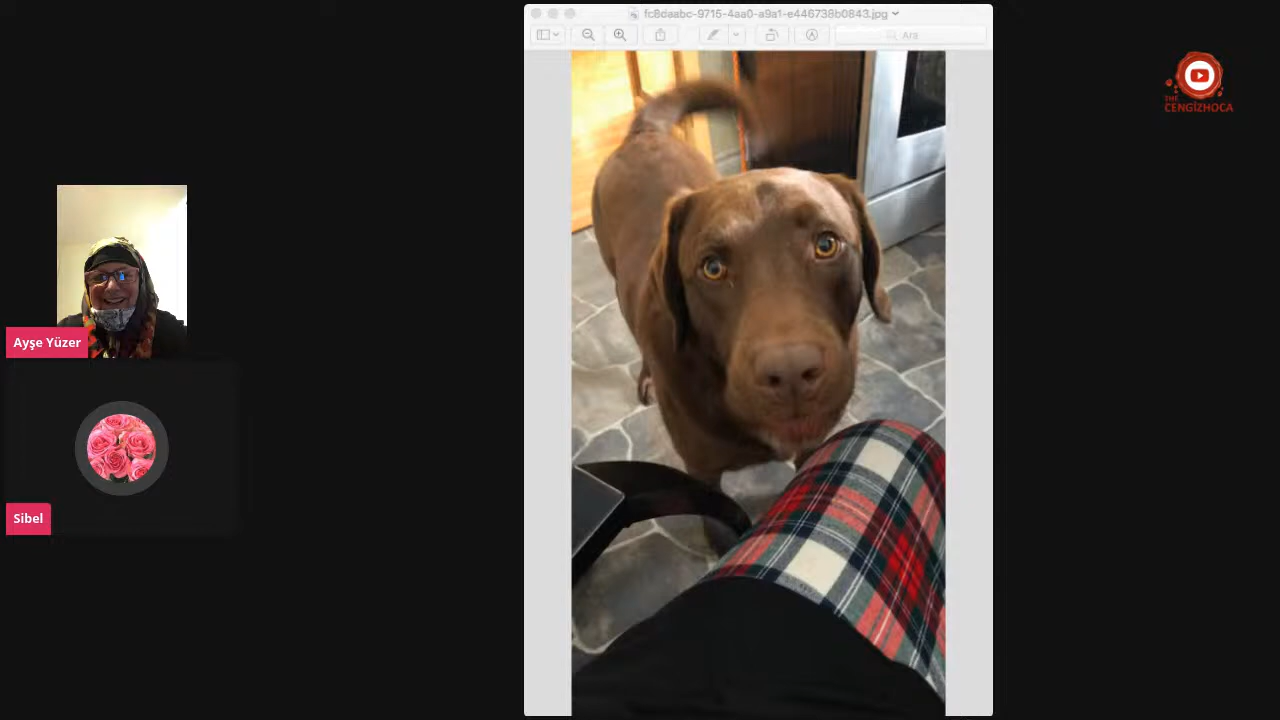 fc8daabc-9715-4aa0-a9a1-e446738b0843.jpg
Ara
THE
CENGİZHOCA
Ayşe Yüzer
Sibel